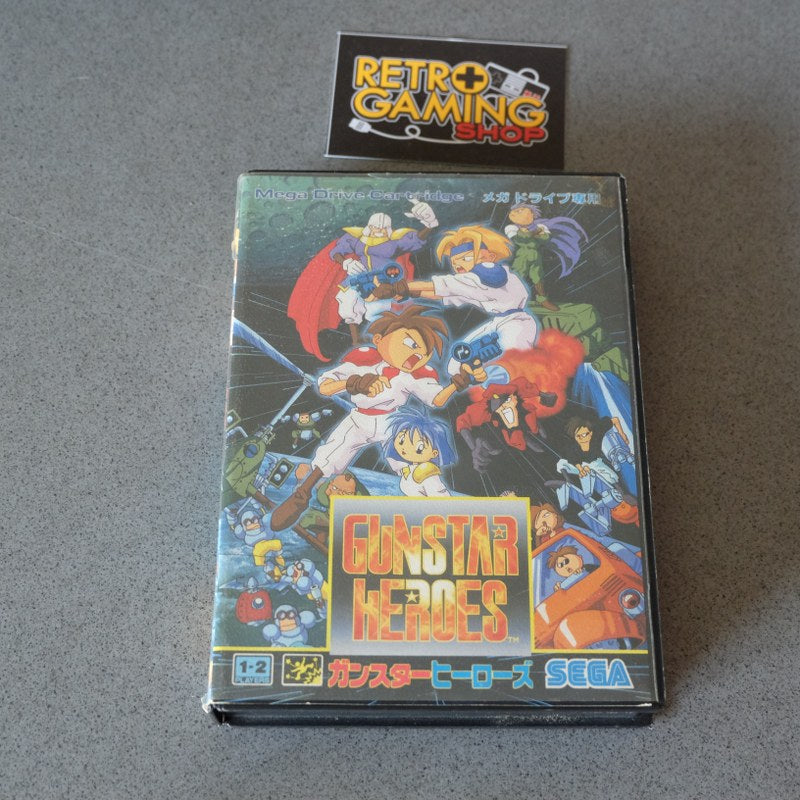 RETRO
GAMING
SHOP
Mega Drive Cartridge メガドライブ専用
GUNSTAR
HEROES™
1-2
PLAYERS
ガンスターヒーローズ SEGA